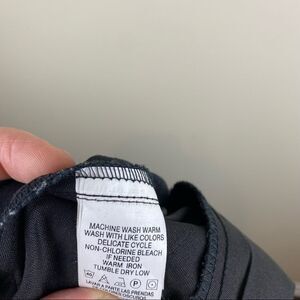 MACHINE WASH WARM
WASH WITH LIKE COLORS
DELICATE CYCLE
NON-CHLORINE BLEACH
IF NEEDED
WARM IRON
TUMBLE DRY LOW
LAVAR A PARTE LAS PRENDAS